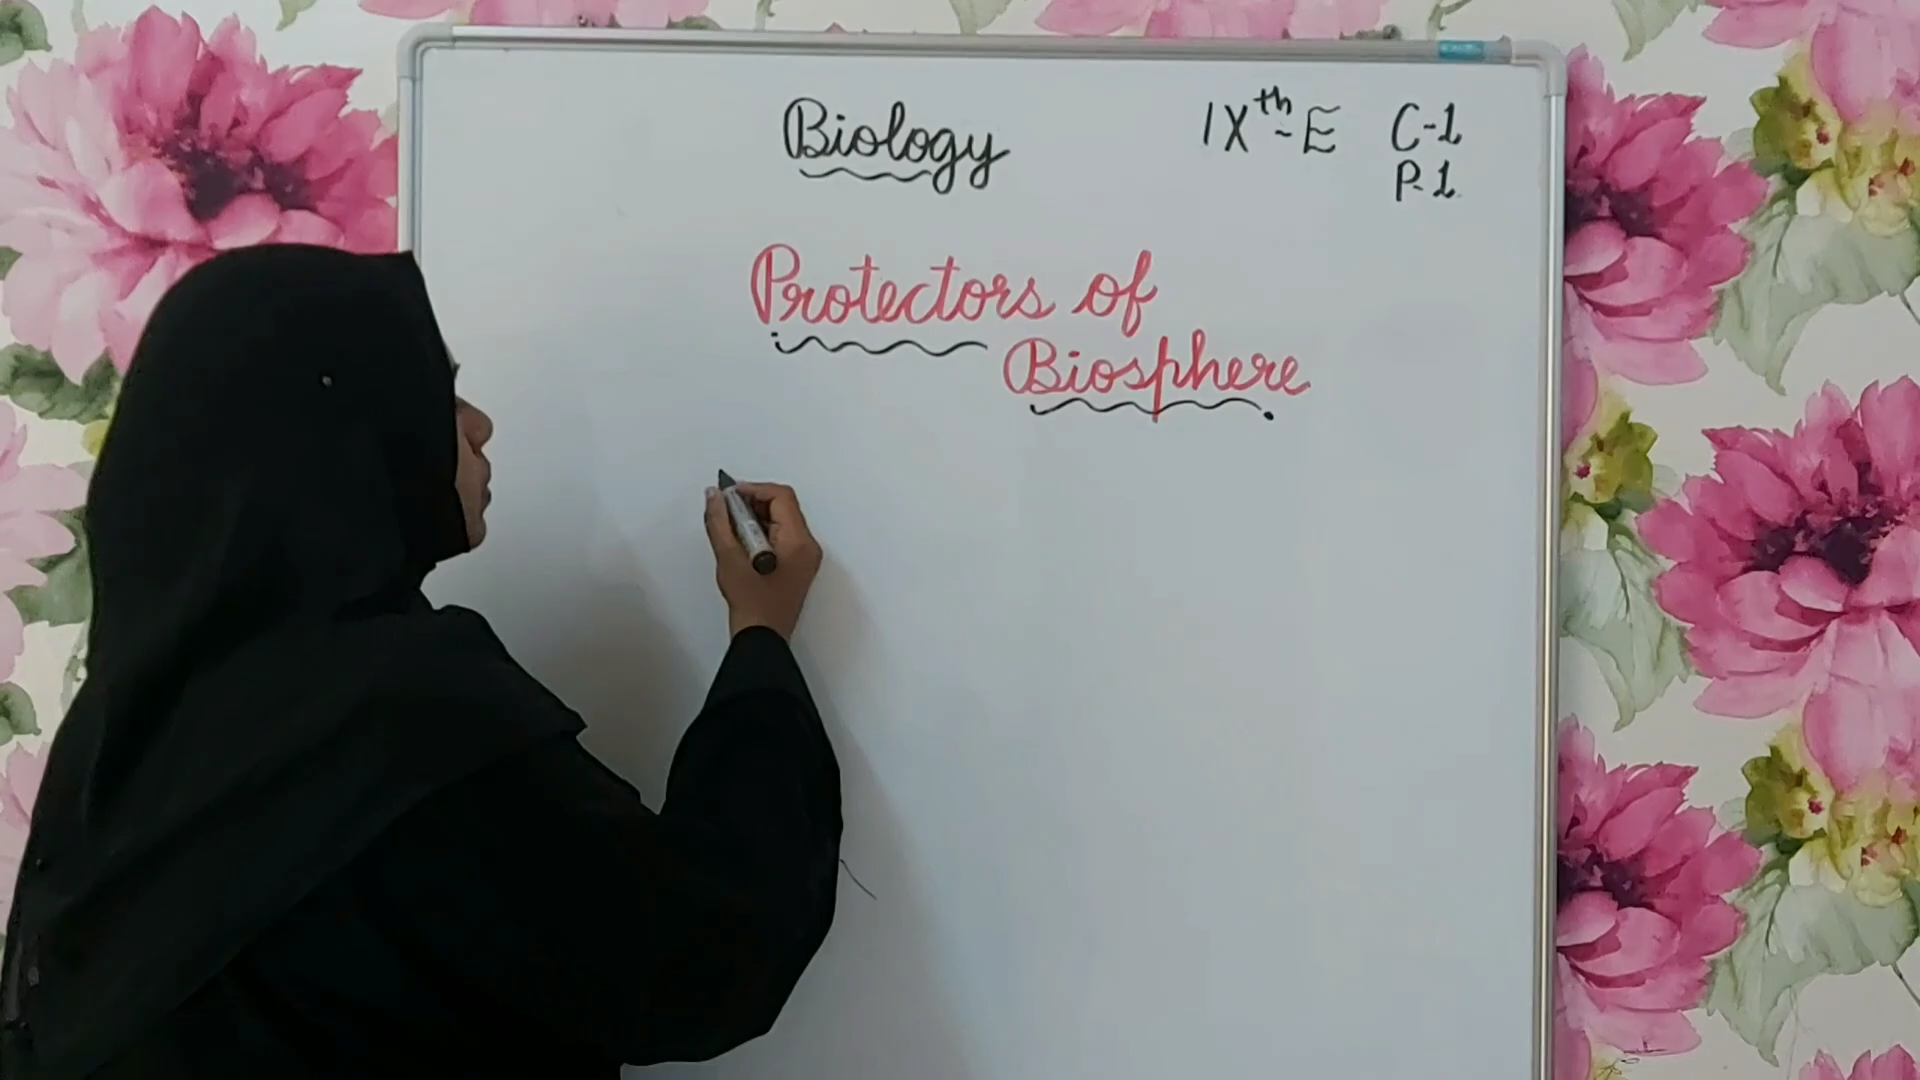 Biology
IXth-E C-1
P-1
Protectors of
Biosphere